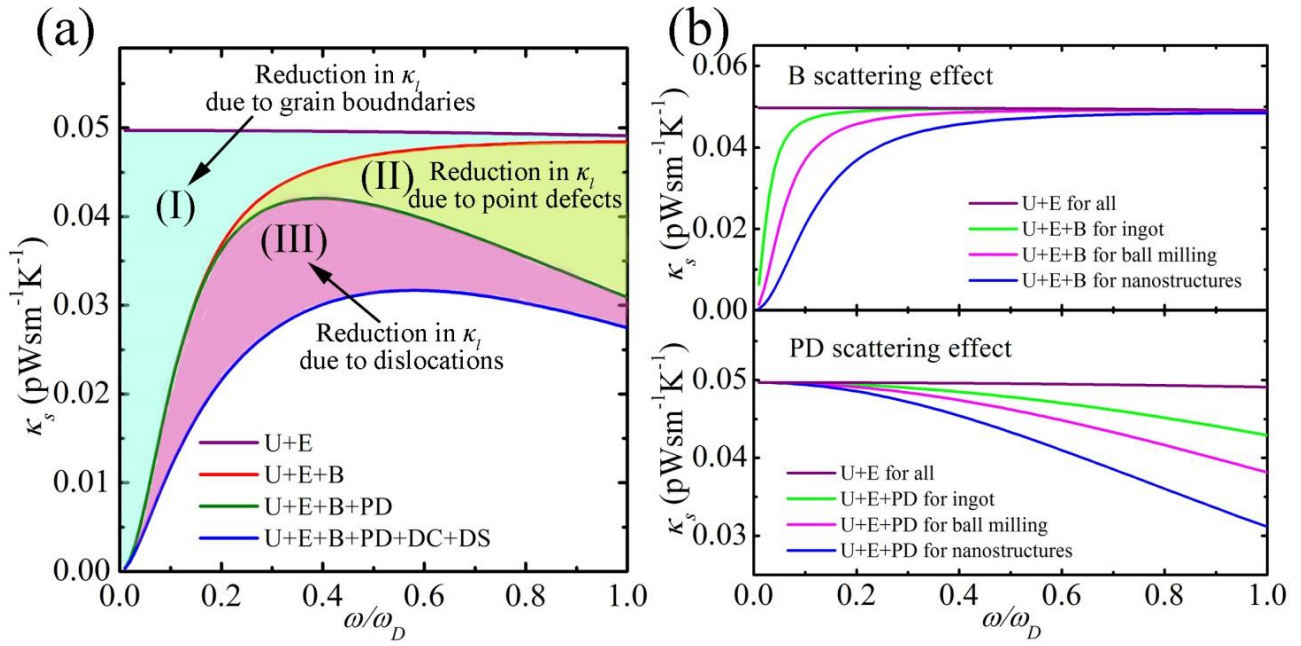 (a)
Reduction in κl
due to grain boudndaries
(I)
(II)
Reduction in κl
due to point defects
(III)
Reduction in κl
due to dislocations
U+E
U+E+B
U+E+B+PD
U+E+B+PD+DC+DS
κs (pWsm⁻¹K⁻¹)
0.05
0.04
0.03
0.02
0.01
0.00
0.0 0.2 0.4 0.6 0.8 1.0
ω/ωD
(b)
B scattering effect
U+E for all
U+E+B for ingot
U+E+B for ball milling
U+E+B for nanostructures
κs (pWsm⁻¹K⁻¹)
0.06
0.04
0.02
0.00
PD scattering effect
U+E for all
U+E+PD for ingot
U+E+PD for ball milling
U+E+PD for nanostructures
κs (pWsm⁻¹K⁻¹)
0.05
0.04
0.03
0.0 0.2 0.4 0.6 0.8 1.0
ω/ωD